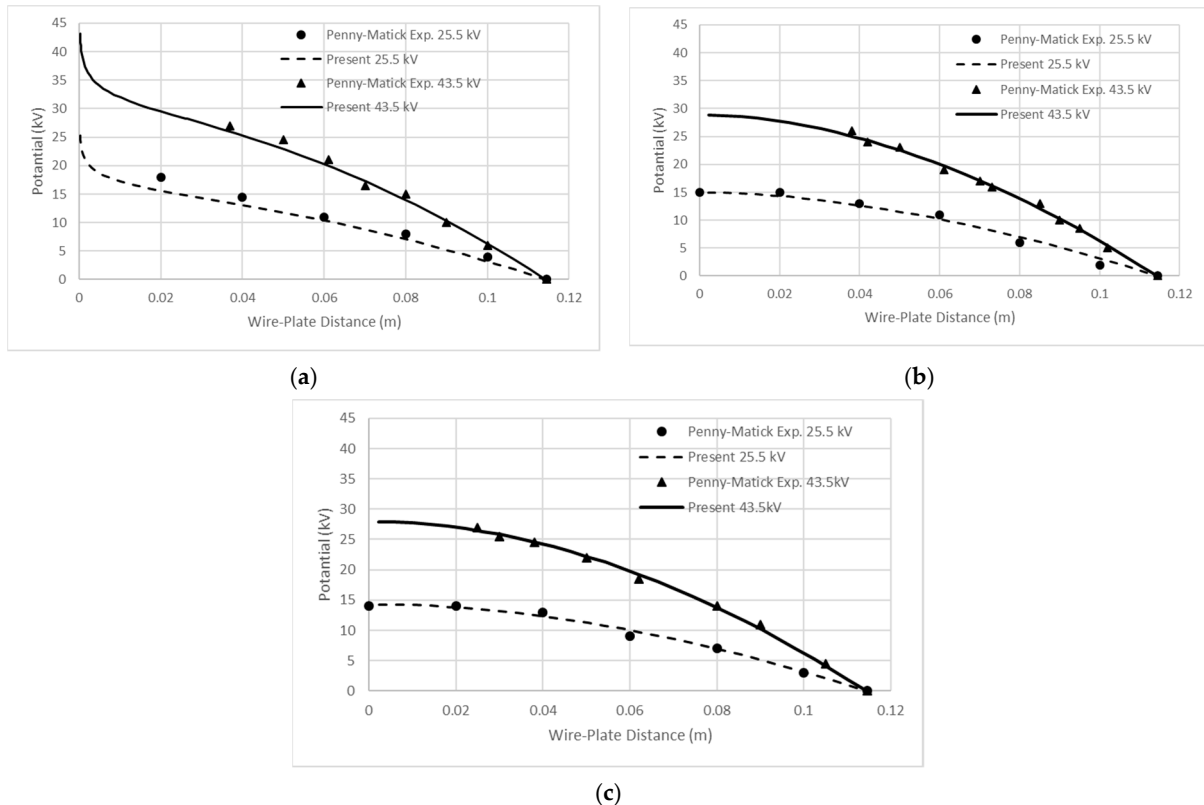 45
40
35
30
25
20
15
10
5
0
Potential (kV)
Penny-Matick Exp. 25.5 kV
Present 25.5 kV
Penny-Matick Exp. 43.5 kV
Present 43.5 kV
0 0.02 0.04 0.06 0.08 0.1 0.12
Wire-Plate Distance (m)
(a)
45
40
35
30
25
20
15
10
5
0
Potantial (kV)
Penny-Matick Exp. 25.5 kV
Present 25.5 kV
Penny-Matick Exp. 43.5 kV
Present 43.5 kV
0 0.02 0.04 0.06 0.08 0.1 0.12
Wire-Plate Distance (m)
(b)
45
40
35
30
25
20
15
10
5
0
Potantial (kV)
Penny-Matick Exp. 25.5 kV
Present 25.5 kV
Penny-Matick Exp. 43.5kV
Present 43.5kV
0 0.02 0.04 0.06 0.08 0.1 0.12
Wire-Plate Distance (m)
(c)